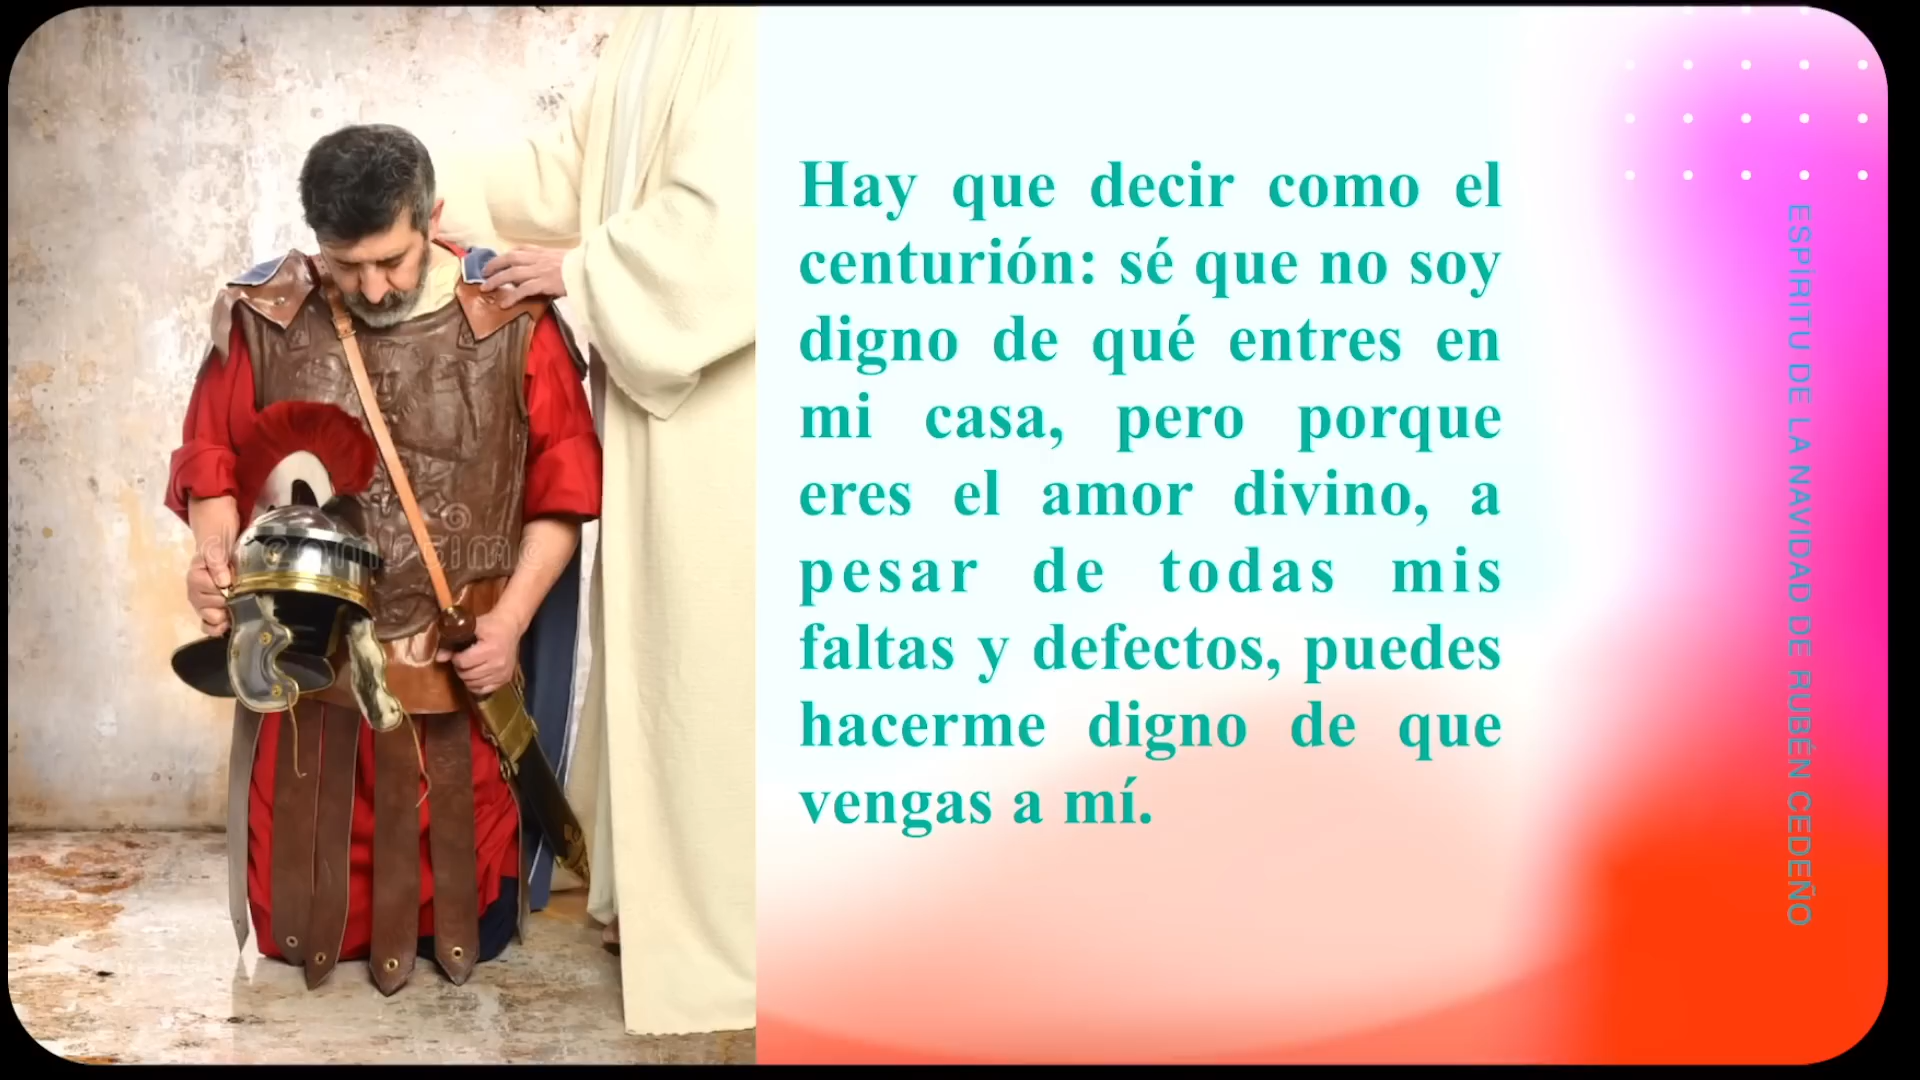 Hay que decir como el
centurión: sé que no soy
digno de qué entres en
mi casa, pero porque
eres el amor divino, a
pesar de todas mis
faltas y defectos, puedes
hacerme digno de que
vengas a mí.
ESPÍRITU DE LA NAVIDAD DE RUBÉN CEDEÑO
dreamstime